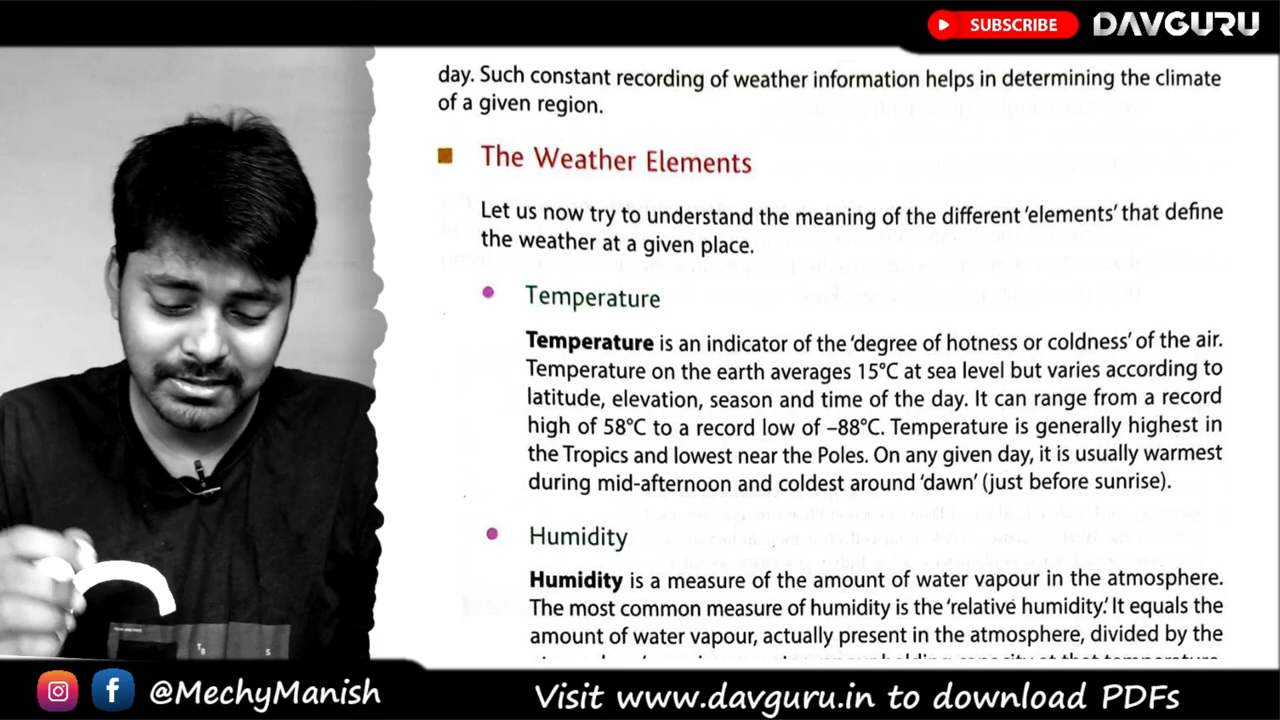 SUBSCRIBE DAVGURU
day. Such constant recording of weather information helps in determining the climate
of a given region.
The Weather Elements
Let us now try to understand the meaning of the different 'elements' that define
the weather at a given place.
Temperature
Temperature is an indicator of the 'degree of hotness or coldness' of the air.
Temperature on the earth averages 15°C at sea level but varies according to
latitude, elevation, season and time of the day. It can range from a record
high of 58°C to a record low of –88°C. Temperature is generally highest in
the Tropics and lowest near the Poles. On any given day, it is usually warmest
during mid-afternoon and coldest around 'dawn' (just before sunrise).
Humidity
Humidity is a measure of the amount of water vapour in the atmosphere.
The most common measure of humidity is the 'relative humidity.' It equals the
amount of water vapour, actually present in the atmosphere, divided by the
@MechyManish
Visit www.davguru.in to download PDFs